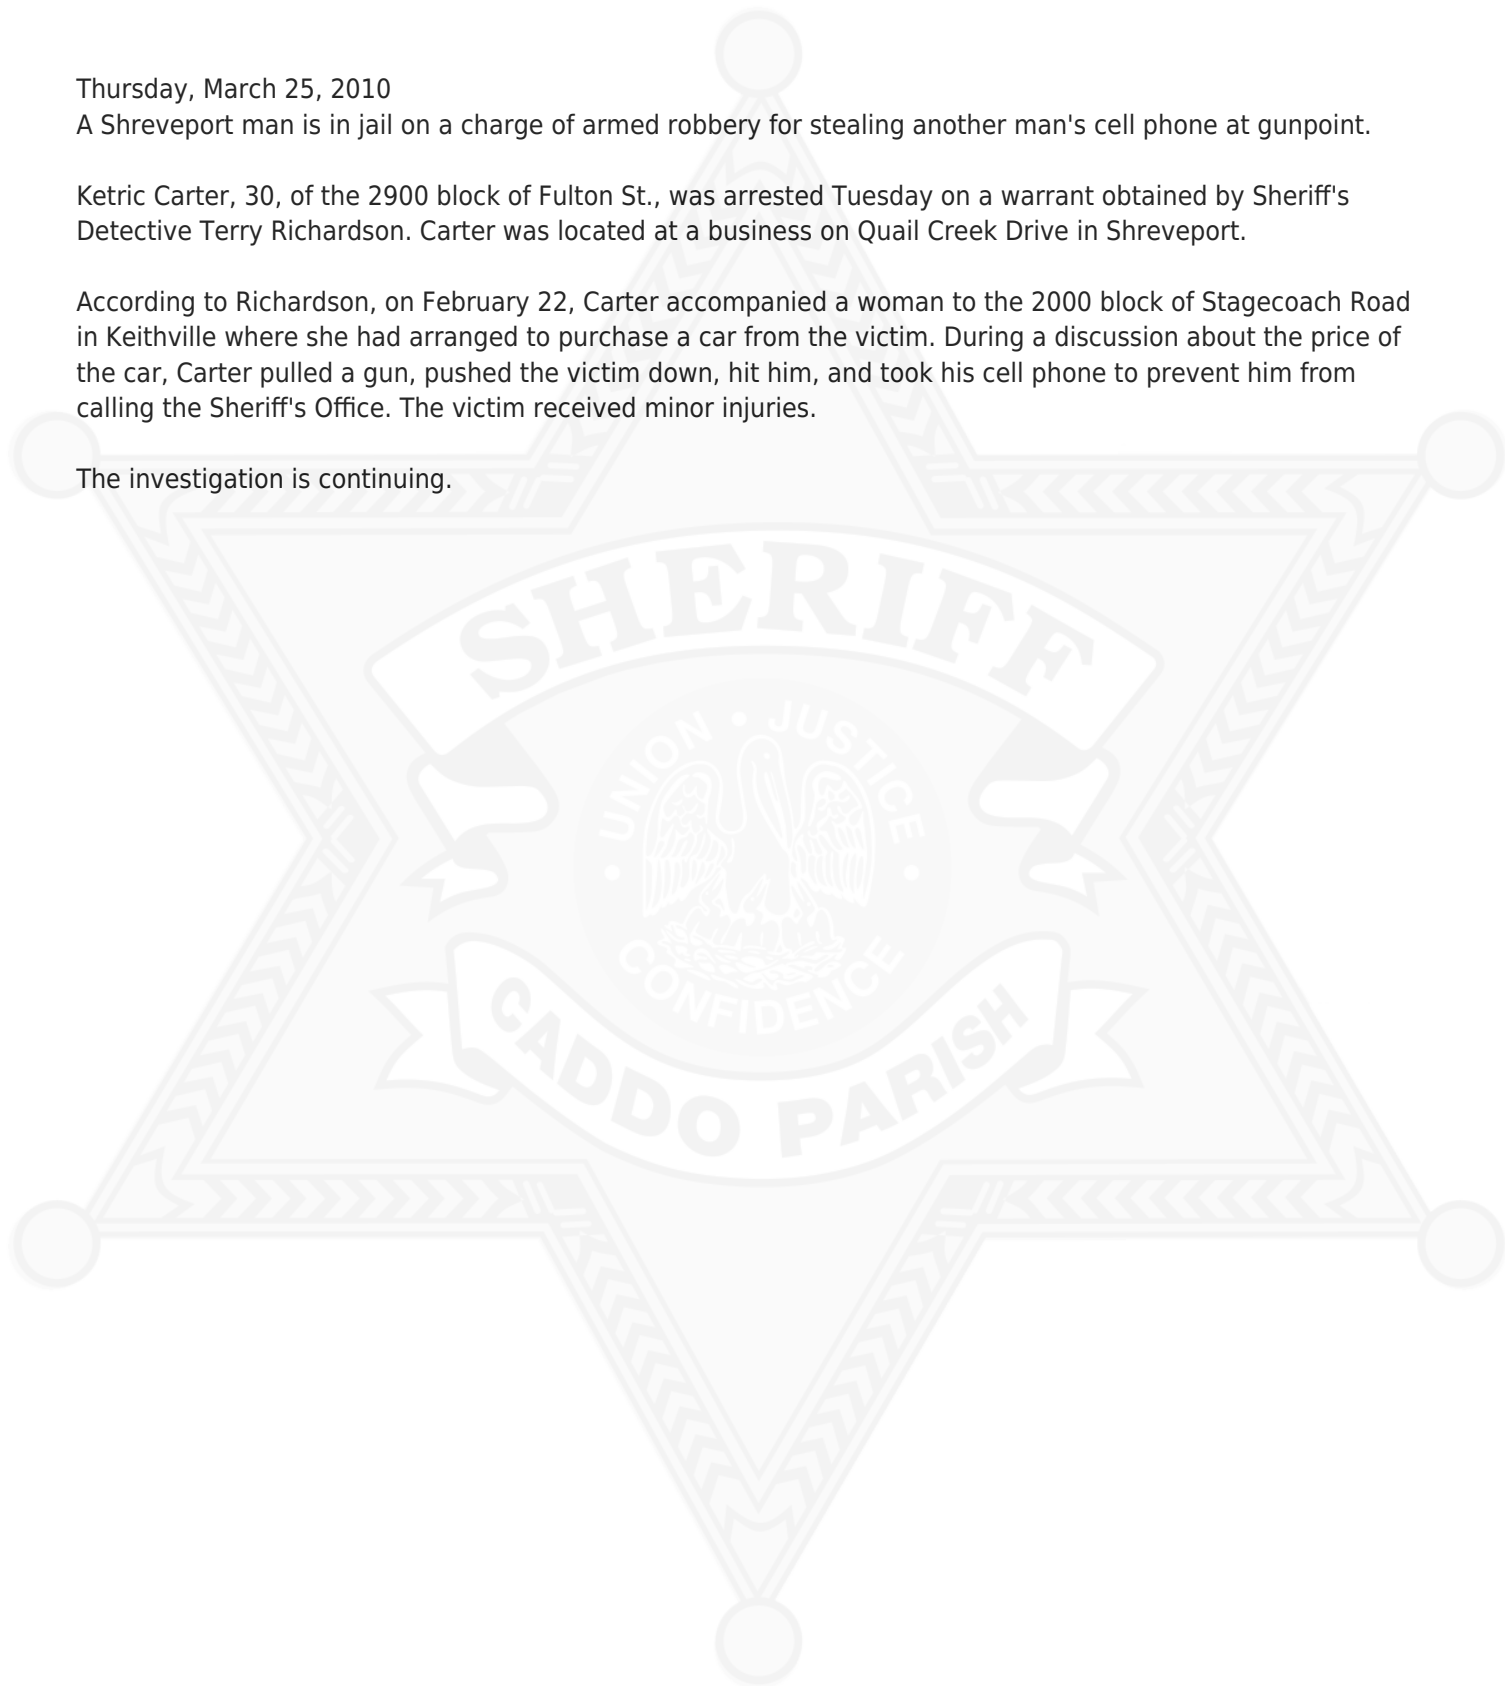 Thursday, March 25, 2010
A Shreveport man is in jail on a charge of armed robbery for stealing another man's cell phone at gunpoint.
Ketric Carter, 30, of the 2900 block of Fulton St., was arrested Tuesday on a warrant obtained by Sheriff's
Detective Terry Richardson. Carter was located at a business on Quail Creek Drive in Shreveport.
According to Richardson, on February 22, Carter accompanied a woman to the 2000 block of Stagecoach Road
in Keithville where she had arranged to purchase a car from the victim. During a discussion about the price of
the car, Carter pulled a gun, pushed the victim down, hit him, and took his cell phone to prevent him from
calling the Sheriff's Office. The victim received minor injuries.
The investigation is continuing.
SHERIFF
UNION • JUSTICE
• CONFIDENCE •
CADDO PARISH